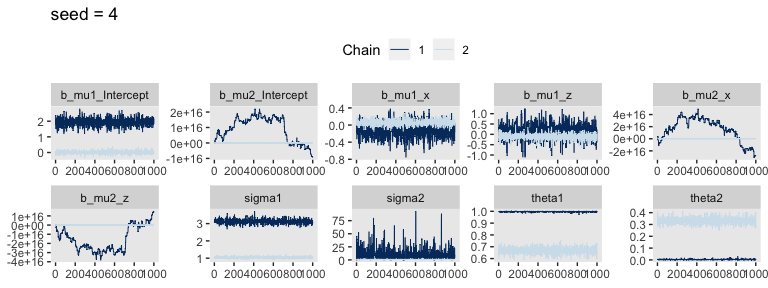 seed = 4
Chain 1 2
b_mu1_Intercept b_mu2_Intercept b_mu1_x b_mu1_z b_mu2_x
2
1
0
2e+16
1e+16
0e+00
-1e+16
0.4
0.0
-0.4
-0.8
1.0
0.5
0.0
-0.5
-1.0
4e+16
2e+16
0e+00
-2e+16
0 2004006008001000 0 2004006008001000 0 2004006008001000 0 2004006008001000 0 2004006008001000
b_mu2_z sigma1 sigma2 theta1 theta2
1e+16
0e+00
-1e+16
-2e+16
-3e+16
-4e+16
3
2
1
75
50
25
1.0
0.9
0.8
0.7
0.6
0.4
0.3
0.2
0.1
0.0
0 2004006008001000 0 2004006008001000 0 2004006008001000 0 2004006008001000 0 2004006008001000